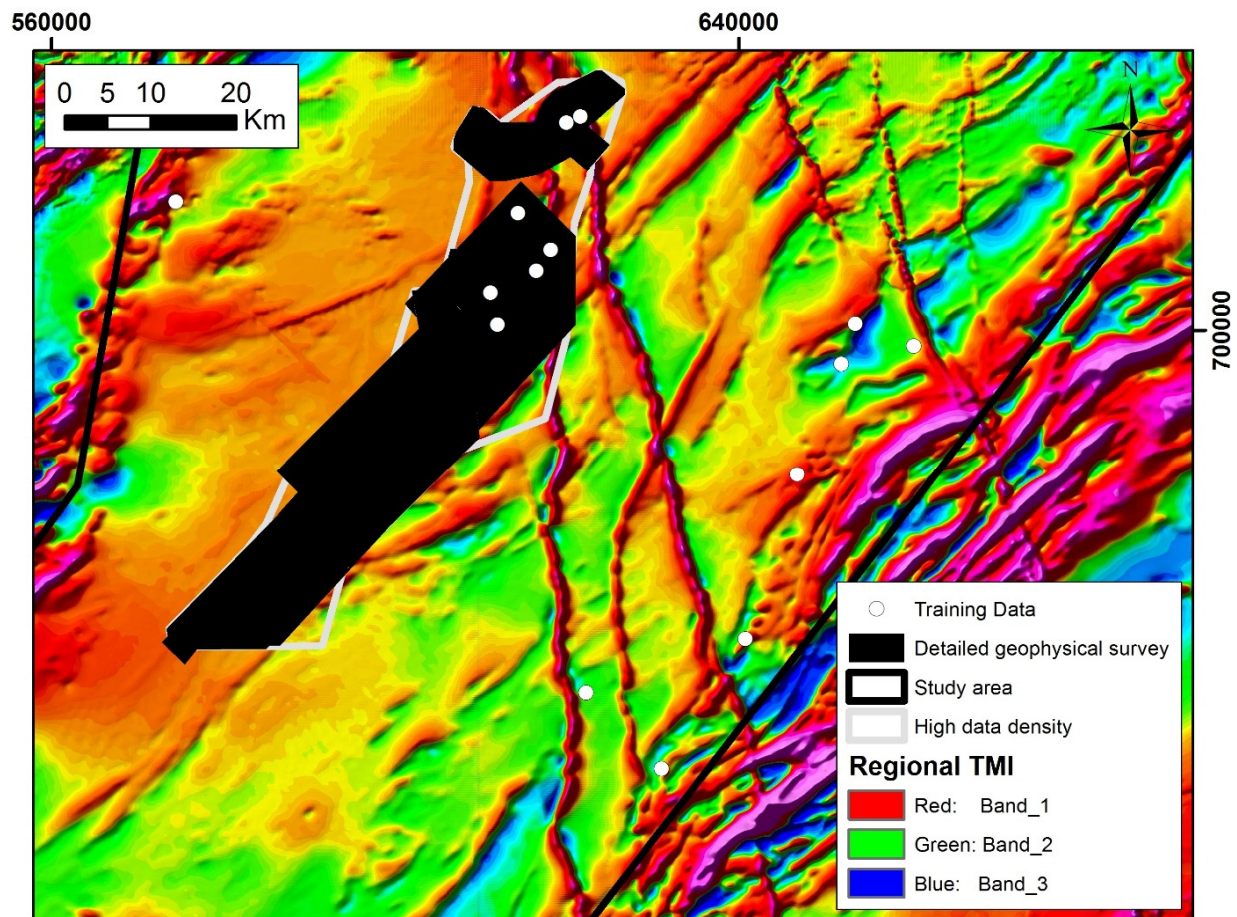 560000
640000
0 5 10 20
Km
N
700000
Training Data
Detailed geophysical survey
Study area
High data density
Regional TMI
Red: Band_1
Green: Band_2
Blue: Band_3